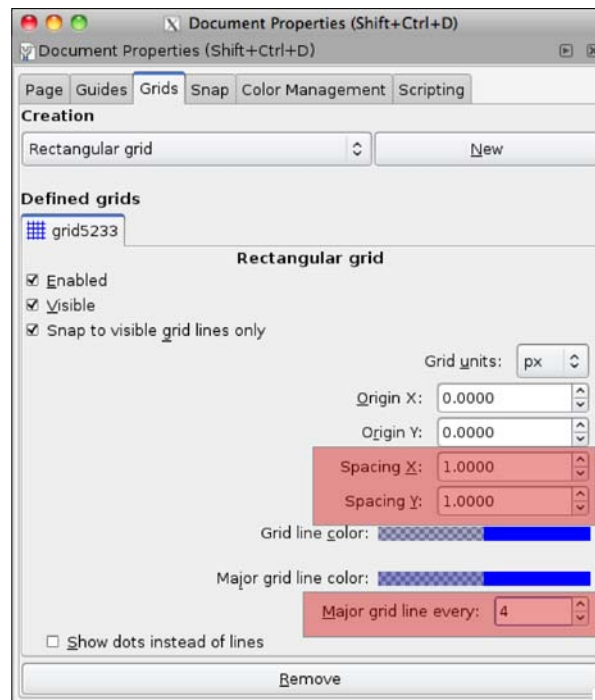 Document Properties (Shift+Ctrl+D)
Document Properties (Shift+Ctrl+D)
Page Guides Grids Snap Color Management Scripting
Creation
Rectangular grid New
Defined grids
grid5233
Rectangular grid
Enabled
Visible
Snap to visible grid lines only
Grid units: px
Origin X: 0.0000
Origin Y: 0.0000
Spacing X: 1.0000
Spacing Y: 1.0000
Grid line color:
Major grid line color:
Major grid line every: 4
Show dots instead of lines
Remove